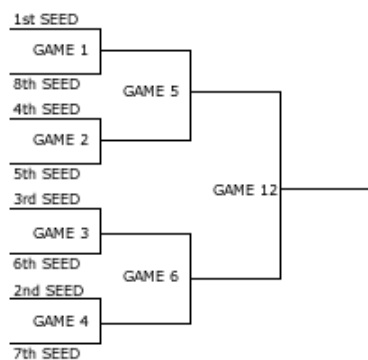 1st SEED
GAME 1
8th SEED
GAME 5
4th SEED
GAME 2
5th SEED
GAME 12
3rd SEED
GAME 3
6th SEED
GAME 6
2nd SEED
GAME 4
7th SEED